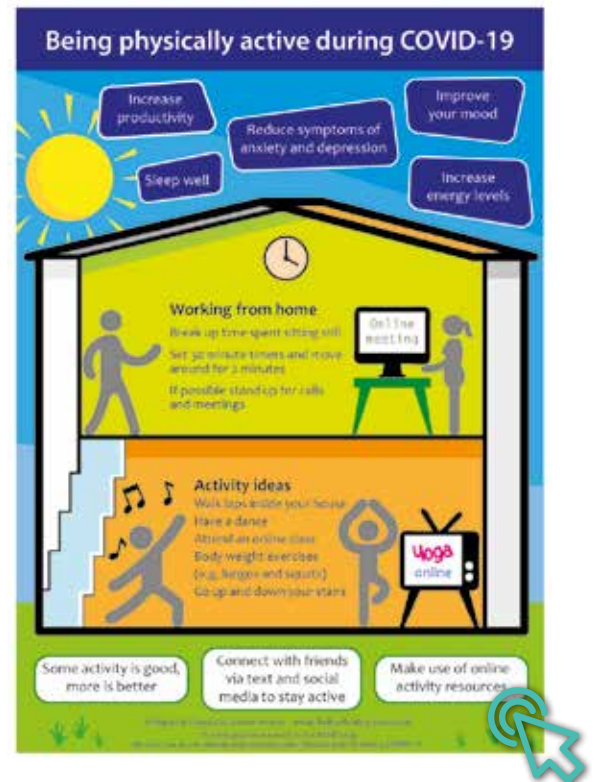 Being physically active during COVID-19
Increase
productivity
Reduce symptoms of
anxiety and depression
Improve
your mood
Sleep well
Increase
energy levels
Working from home
Break up time spent sitting still
Set 30 minute timers and move
around for 2 minutes
If possible stand up for calls
and meetings
Online
meeting
Activity ideas
Walk laps inside your house
Have a dance
Attend an online class
Body weight exercises
(e.g. lunges and squats)
Go up and down your stairs
yoga
online
Some activity is good,
more is better
Connect with friends
via text and social
media to stay active
Make use of online
activity resources